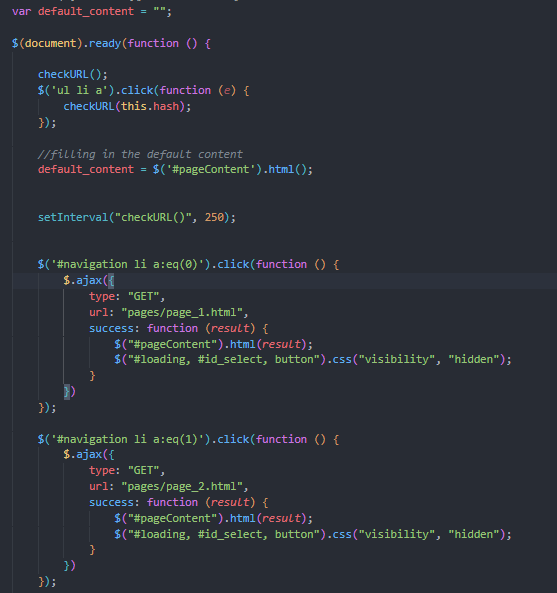 var default_content = "";
$(document).ready(function () {
checkURL();
$('ul li a').click(function (e) {
checkURL(this.hash);
});
//filling in the default content
default_content = $('#pageContent').html();
setInterval("checkURL()", 250);
$('#navigation li a:eq(0)').click(function () {
$.ajax({
type: "GET",
url: "pages/page_1.html",
success: function (result) {
$("#pageContent").html(result);
$("#loading, #id_select, button").css("visibility", "hidden");
}
})
});
$('#navigation li a:eq(1)').click(function () {
$.ajax({
type: "GET",
url: "pages/page_2.html",
success: function (result) {
$("#pageContent").html(result);
$("#loading, #id_select, button").css("visibility", "hidden");
}
})
});